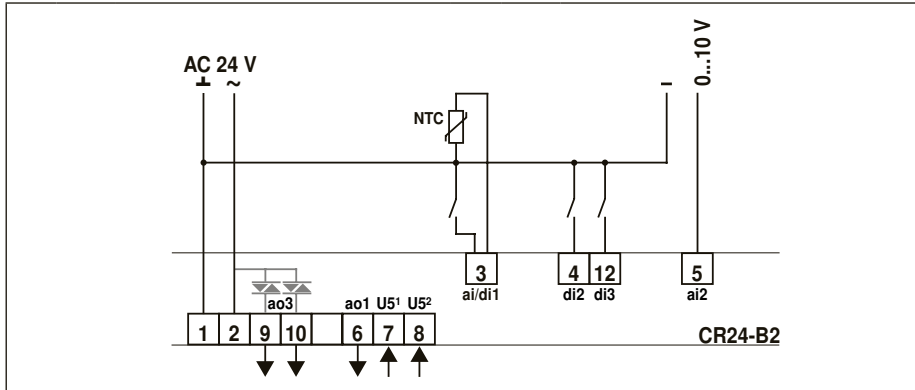 AC 24 V
⊥ ~
NTC
–
0...10 V
3
4 12
5
ai/di1
di2 di3
ai2
ao3
ao1 U5¹ U5²
1 2 9 10 6 7 8
CR24-B2